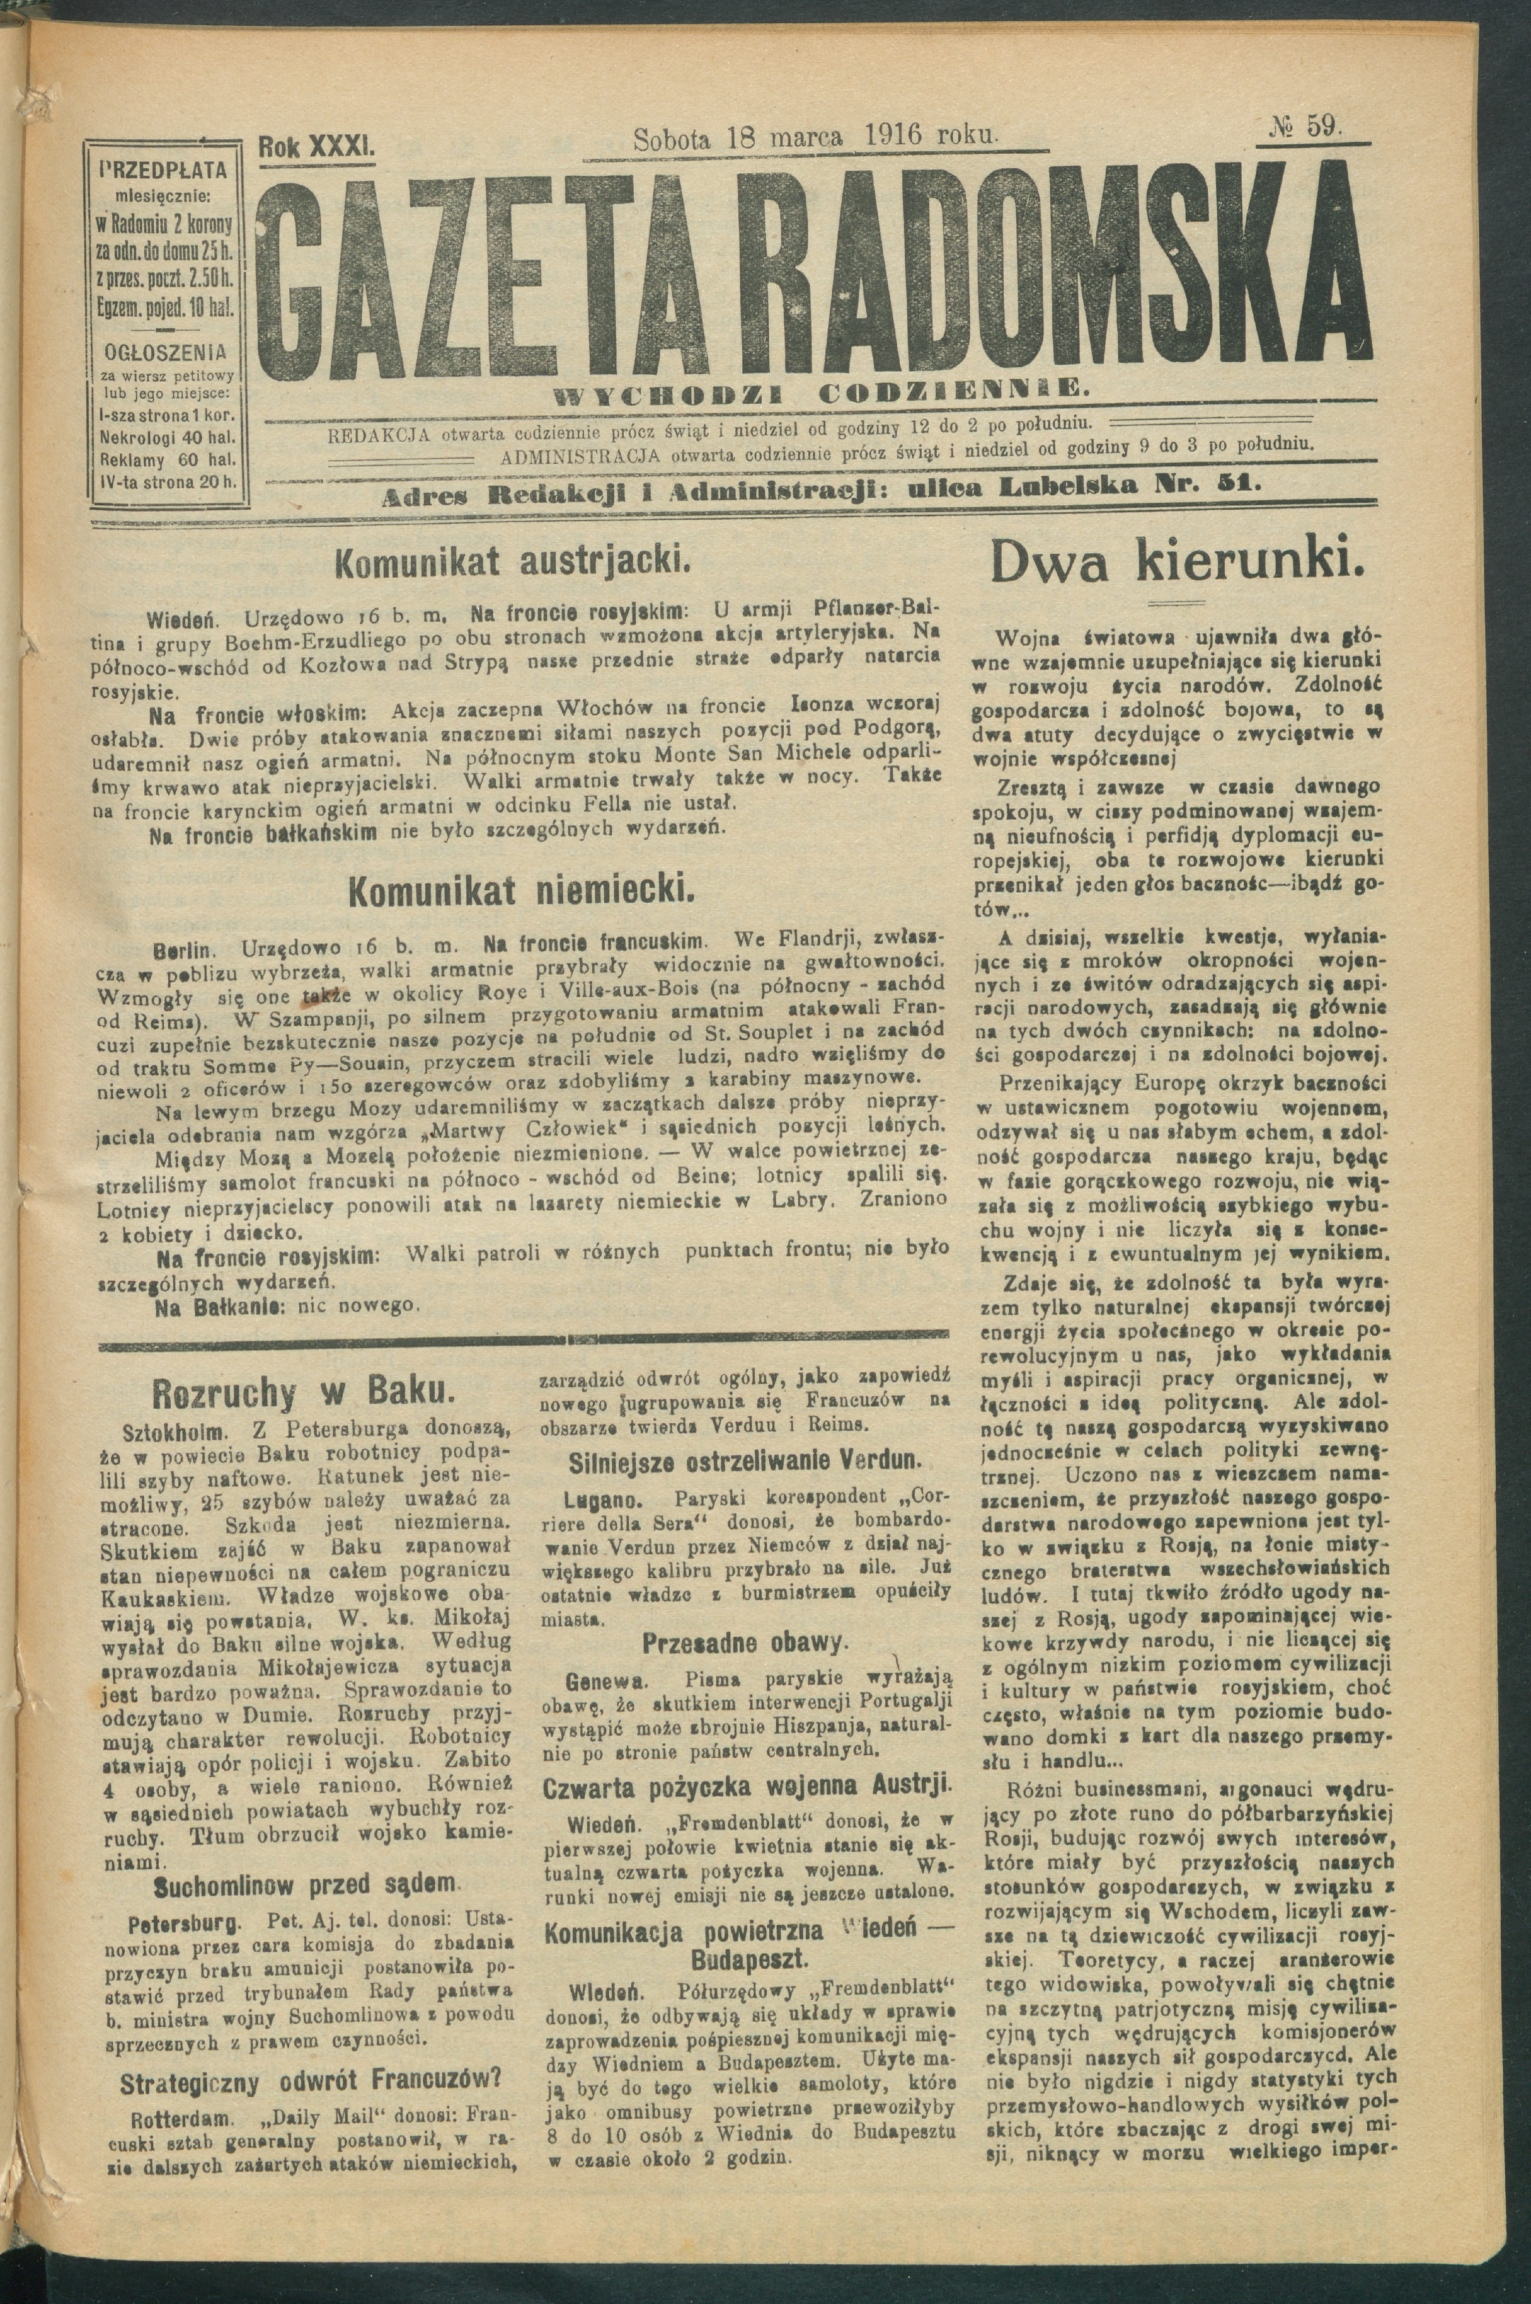 Rok XXXI.
Sobota 18 marca 1916 roku.
№ 59.
PRZEDPŁATA
miesięcznie:
w Radomiu 2 korony
za odn. do domu 25 h.
z przes. poczt. 2.50 h.
Egzem. pojed. 10 hal.
OGŁOSZENIA
za wiersz petitowy
lub jego miejsce:
I-sza strona 1 kor.
Nekrologi 40 hal.
Reklamy 60 hal.
IV-ta strona 20 h.
GAZETA RADOMSKA
WYCHODZI CODZIENNIE.
REDAKCJA otwarta codziennie prócz świąt i niedziel od godziny 12 do 2 po południu.
ADMINISTRACJA otwarta codziennie prócz świąt i niedziel od godziny 9 do 3 po południu.
Adres Redakcji i Administracji: ulica Lubelska Nr. 51.
Komunikat austrjacki.
Wiedeń. Urzędowo 16 b. m. Na froncie rosyjskim: U armji Pflanzer-Bal-
tina i grupy Boehm-Erzudliego po obu stronach wzmożona akcja artyleryjska. Na
północo-wschód od Kozłowa nad Strypą nasze przednie straże odparły natarcia
rosyjskie.
Na froncie włoskim: Akcja zaczepna Włochów na froncie Isonza wczoraj
osłabła. Dwie próby atakowania znacznemi siłami naszych pozycji pod Podgorą,
udaremnił nasz ogień armatni. Na północnym stoku Monte San Michele odparli-
śmy krwawo atak nieprzyjacielski. Walki armatnie trwały także w nocy. Także
na froncie karynckim ogień armatni w odcinku Fella nie ustał.
Na froncie bałkańskim nie było szczególnych wydarzeń.
Komunikat niemiecki.
Berlin. Urzędowo 16 b. m. Na froncie francuskim. We Flandrji, zwłasz-
cza w pobliżu wybrzeża, walki armatnie przybrały widocznie na gwałtowności.
Wzmogły się one także w okolicy Roye i Ville-aux-Bois (na północny - zachód
od Reims). W Szampanji, po silnem przygotowaniu armatnim atakowali Fran-
cuzi zupełnie bezskutecznie nasze pozycje na południe od St. Souplet i na zachód
od traktu Somme Py—Sousin, przyczem stracili wiele ludzi, nadto wzięliśmy do
niewoli 2 oficerów i 150 szeregowców oraz zdobyliśmy 2 karabiny maszynowe.
Na lewym brzegu Mozy udaremniliśmy w zaczątkach dalsze próby nieprzy-
jaciela odebrania nam wzgórza „Martwy Człowiek“ i sąsiednich pozycji leśnych.
Między Mozą a Mozelą położenie niezmienione. — W walce powietrznej ze-
strzeliliśmy samolot francuski na północo - wschód od Beine; lotnicy spalili się.
Lotnicy nieprzyjacielscy ponowili atak na lazarety niemieckie w Labry. Zraniono
2 kobiety i dziecko.
Na froncie rosyjskim: Walki patroli w różnych punktach frontu; nie było
szczególnych wydarzeń.
Na Bałkanie: nic nowego.
Rozruchy w Baku.
Sztokholm. Z Petersburga donoszą,
że w powiecie Baku robotnicy podpa-
lili szyby naftowe. Ratunek jest nie-
możliwy, 25 szybów należy uważać za
stracone. Szkoda jest niezmierna.
Skutkiem zajść w Baku zapanował
stan niepewności na całem pograniczu
Kaukaskiem. Władze wojskowe oba-
wiają się powstania. W. ks. Mikołaj
wysłał do Baku silne wojska. Według
sprawozdania Mikołajewicza sytuacja
jest bardzo poważna. Sprawozdanie to
odczytano w Dumie. Rozruchy przyj-
mują charakter rewolucji. Robotnicy
stawiają opór policji i wojsku. Zabito
4 osoby, a wiele raniono. Również
w sąsiednich powiatach wybuchły roz-
ruchy. Tłum obrzucił wojsko kamie-
niami.
Suchomlinow przed sądem.
Petersburg. Pet. Aj. tel. donosi: Usta-
nowiona przez cara komisja do zbadania
przyczyn braku amunicji postanowiła po-
stawić przed trybunałem Rady państwa
b. ministra wojny Suchomlinowa z powodu
sprzecznych z prawem czynności.
Strategiczny odwrót Francuzów?
Rotterdam. „Daily Mail“ donosi: Fran-
cuski sztab generalny postanowił, w ra-
zie dalszych zażartych ataków niemieckich,
zarządzić odwrót ogólny, jako zapowiedź
nowego ugrupowania się Francuzów na
obszarze twierdz Verduu i Reims.
Silniejsze ostrzeliwanie Verdun.
Lugano. Paryski korespondent „Cor-
riere della Sera“ donosi, że bombardo-
wanie Verdun przez Niemców z dział naj-
większego kalibru przybrało na sile. Już
ostatnie władze z burmistrzem opuściły
miasta.
Przesadne obawy.
Genewa. Pisma paryskie wyrażają
obawę, że skutkiem interwencji Portugalji
wystąpić może zbrojnie Hiszpanja, natural-
nie po stronie państw centralnych.
Czwarta pożyczka wojenna Austrji.
Wiedeń. „Fremdenblatt“ donosi, że w
pierwszej połowie kwietnia stanie się ak-
tualną czwarta pożyczka wojenna. Wa-
runki nowej emisji nie są jeszcze ustalone.
Komunikacja powietrzna Wiedeń —
Budapeszt.
Wiedeń. Półurzędowy „Fremdenblatt“
donosi, że odbywają się układy w sprawie
zaprowadzenia pośpiesznej komunikacji mię-
dzy Wiedniem a Budapesztem. Użyte ma-
ją być do tego wielkie samoloty, które
jako omnibusy powietrzne przewoziłyby
8 do 10 osób z Wiednia do Budapesztu
w czasie około 2 godzin.
Dwa kierunki.
Wojna światowa ujawniła dwa głó-
wne wzajemnie uzupełniające się kierunki
w rozwoju życia narodów. Zdolność
gospodarcza i zdolność bojowa, to są
dwa atuty decydujące o zwycięstwie w
wojnie współczesnej
Zresztą i zawsze w czasie dawnego
spokoju, w ciszy podminowanej wzajem-
ną nieufnością i perfidją dyplomacji eu-
ropejskiej, oba te rozwojowe kierunki
przenikał jeden głos bacznośc—ibądź go-
tów...
A dzisiaj, wszelkie kwestje, wyłania-
jące się z mroków okropności wojen-
nych i ze świtów odradzających się aspi-
racji narodowych, zasadzają się głównie
na tych dwóch czynnikach: na zdolno-
ści gospodarczej i na zdolności bojowej.
Przenikający Europę okrzyk baczności
w ustawicznem pogotowiu wojennem,
odzywał się u nas słabym echem, a zdol-
ność gospodarcza naszego kraju, będąc
w fazie gorączkowego rozwoju, nie wią-
zała się z możliwością szybkiego wybu-
chu wojny i nie liczyła się z konse-
kwencją i z ewuntualnym jej wynikiem.
Zdaje się, że zdolność ta była wyra-
zem tylko naturalnej ekspansji twórczej
energji życia społecznego w okresie po-
rewolucyjnym u nas, jako wykładania
myśli i aspiracji pracy organicznej, w
łączności z ideą polityczną. Ale zdol-
ność tę naszą gospodarczą wyzyskiwano
jednocześnie w celach polityki zewnę-
trznej. Uczono nas z wieszczem nama-
szczeniem, że przyszłość naszego gospo-
darstwa narodowego zapewniona jest tyl-
ko w związku z Rosją, na łonie misty-
cznego braterstwa wszechsłowiańskich
ludów. I tutaj tkwiło źródło ugody na-
szej z Rosją, ugody zapominającej wie-
kowe krzywdy narodu, i nie liczącej się
z ogólnym nizkim poziomem cywilizacji
i kultury w państwie rosyjskiem, choć
często, właśnie na tym poziomie budo-
wano domki z kart dla naszego przemy-
słu i handlu...
Różni businessmani, argonauci wędru-
jący po złote runo do półbarbarzyńskiej
Rosji, budując rozwój swych interesów,
które miały być przyszłością naszych
stosunków gospodarczych, w związku z
rozwijającym się Wschodem, liczyli zaw-
sze na tą dziewiczość cywilizacji rosyj-
skiej. Teoretycy, a raczej aranżerowie
tego widowiska, powoływali się chętnie
na szczytną patrjotyczną misję cywiliza-
cyjną tych wędrujących komisjonerów
ekspansji naszych sił gospodarczycd. Ale
nie było nigdzie i nigdy statystyki tych
przemysłowo-handlowych wysiłków pol-
skich, które zbaczając z drogi swej mi-
sji, niknący w morzu wielkiego imper-